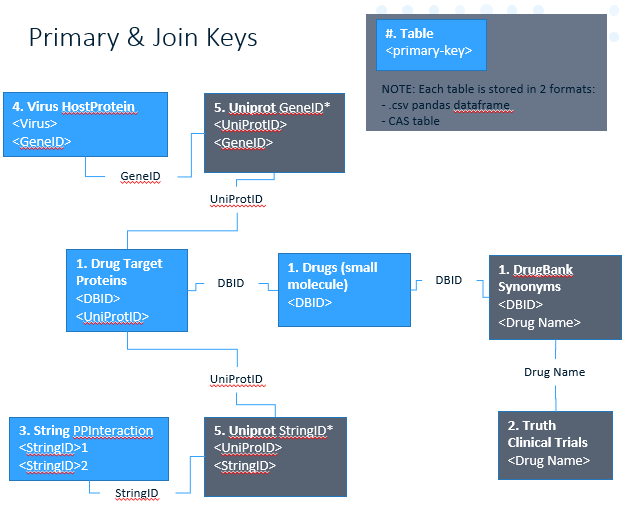 Primary & Join Keys
#. Table
<primary-key>
NOTE: Each table is stored in 2 formats:
- .csv pandas dataframe
- CAS table
4. Virus HostProtein
<Virus>
<GeneID>
5. Uniprot GeneID*
<UniProtID>
<GeneID>
GeneID
UniProtID
1. Drug Target
Proteins
<DBID>
<UniProtID>
DBID
1. Drugs (small
molecule)
<DBID>
DBID
1. DrugBank
Synonyms
<DBID>
<Drug Name>
UniProtID
Drug Name
3. String PPInteraction
<StringID>1
<StringID>2
5. Uniprot StringID*
<UniProID>
<StringID>
StringID
2. Truth
Clinical Trials
<Drug Name>